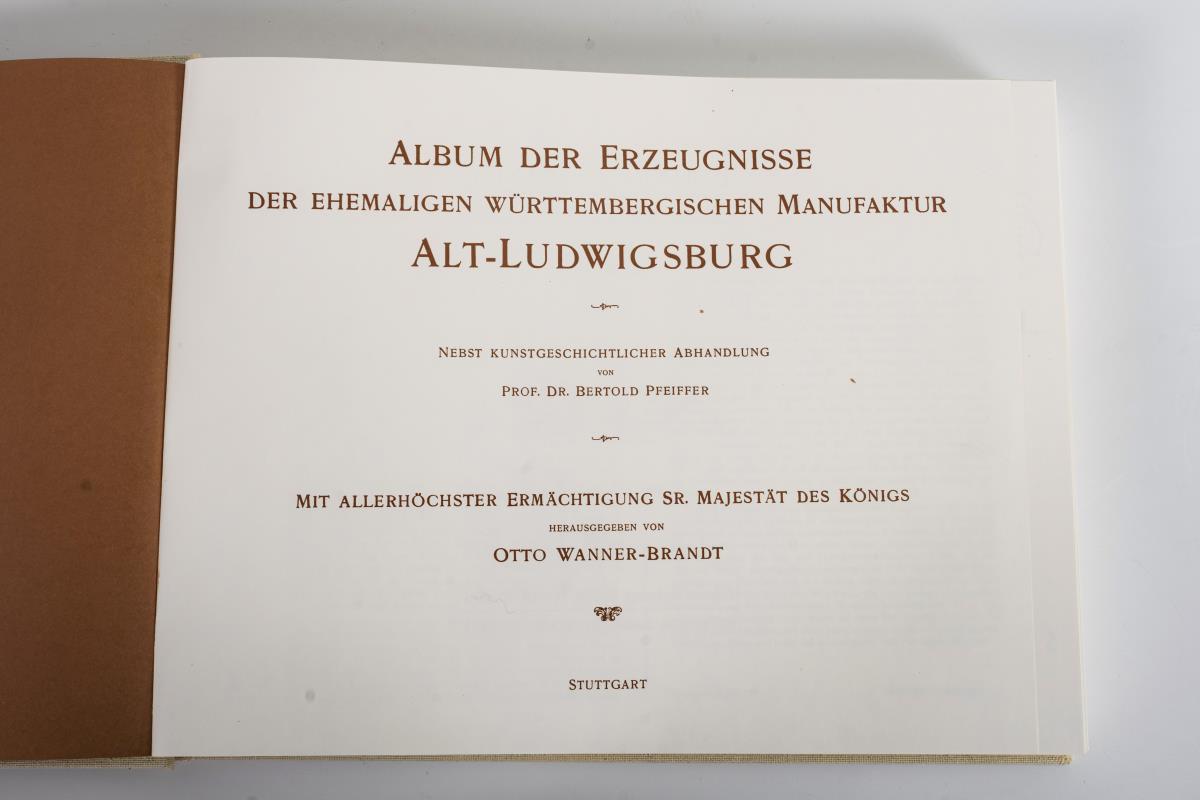 Album der Erzeugnisse
der ehemaligen württembergischen Manufaktur
Alt-Ludwigsburg
Nebst kunstgeschichtlicher Abhandlung
von
Prof. Dr. Bertold Pfeiffer
Mit allerhöchster Ermächtigung Sr. Majestät des Königs
herausgegeben von
Otto Wanner-Brandt
Stuttgart